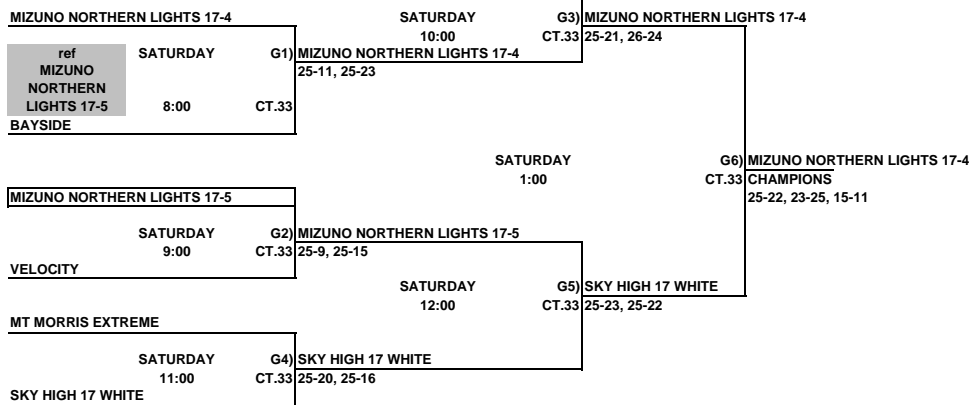 MIZUNO NORTHERN LIGHTS 17-4 SATURDAY G3) MIZUNO NORTHERN LIGHTS 17-4
10:00 CT.33 25-21, 26-24
ref SATURDAY G1) MIZUNO NORTHERN LIGHTS 17-4
MIZUNO 25-11, 25-23
NORTHERN
LIGHTS 17-5 8:00 CT.33
BAYSIDE
SATURDAY G6) MIZUNO NORTHERN LIGHTS 17-4
1:00 CT.33 CHAMPIONS
MIZUNO NORTHERN LIGHTS 17-5 25-22, 23-25, 15-11
SATURDAY G2) MIZUNO NORTHERN LIGHTS 17-5
9:00 CT.33 25-9, 25-15
VELOCITY
SATURDAY G5) SKY HIGH 17 WHITE
12:00 CT.33 25-23, 25-22
MT MORRIS EXTREME
SATURDAY G4) SKY HIGH 17 WHITE
11:00 CT.33 25-20, 25-16
SKY HIGH 17 WHITE